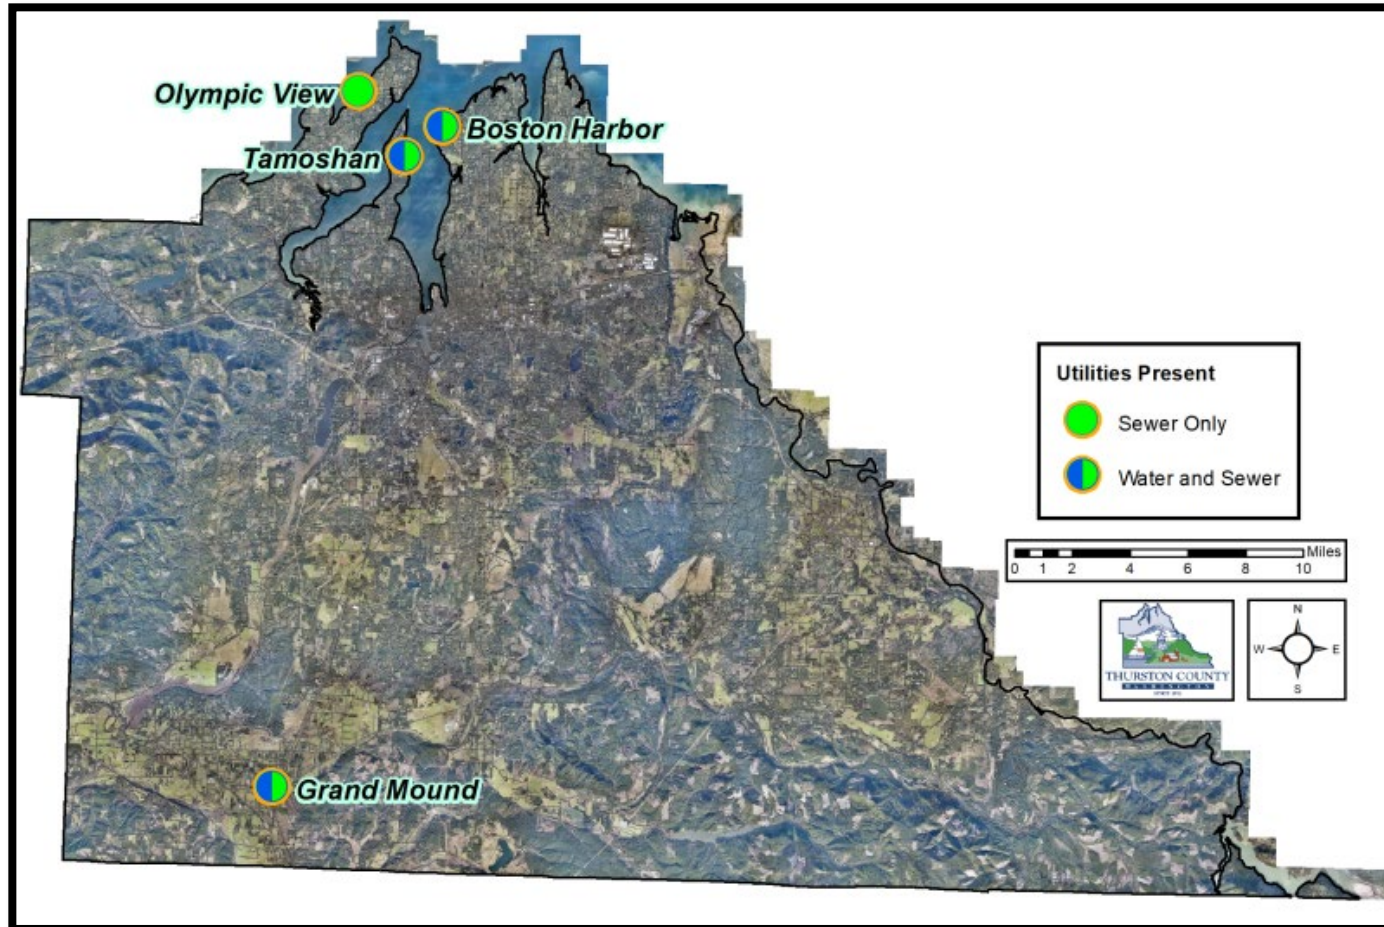 Olympic View
Boston Harbor
Tamoshan
Utilities Present
Sewer Only
Water and Sewer
Miles
0 1 2 4 6 8 10
N
W E
S
THURSTON COUNTY
WASHINGTON
Grand Mound